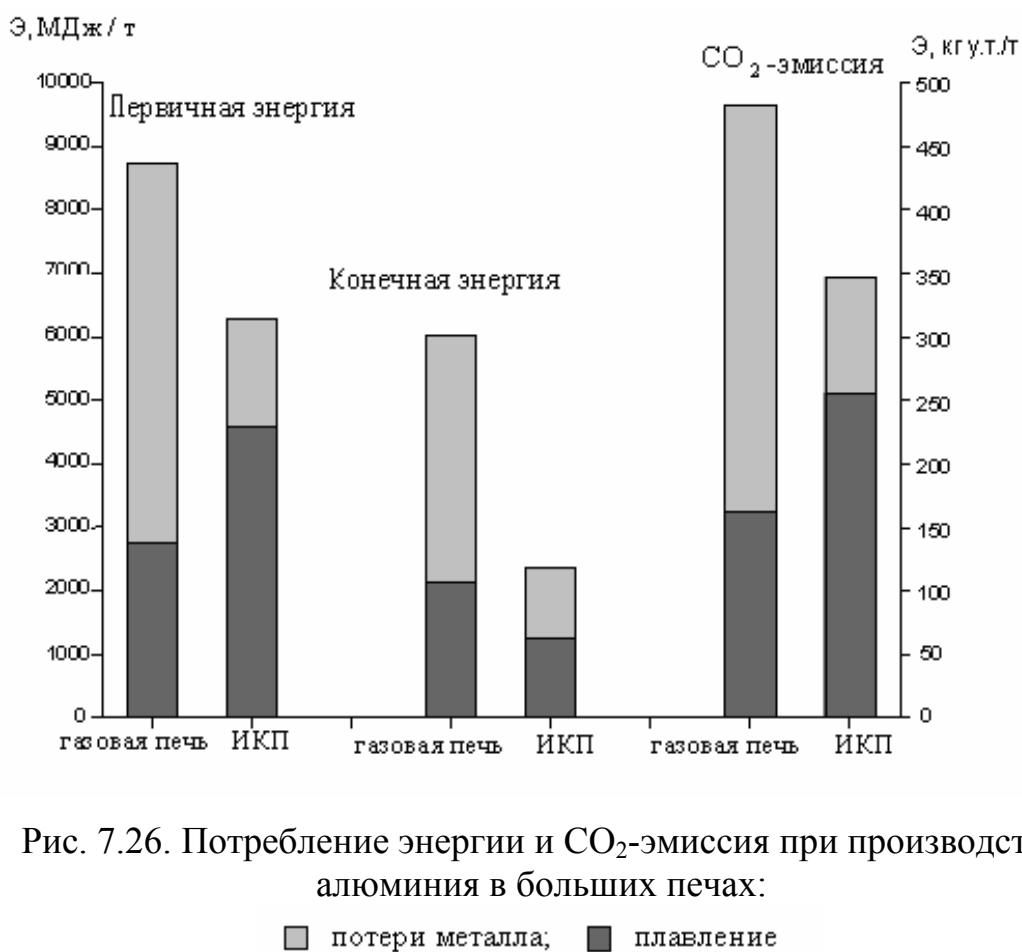 Э, МДж / т
Э, кг у.т./т
CO2-эмиссия
10000
500
Первичная энергия
9000
450
8000
400
7000
350
Конечная энергия
6000
300
5000
250
4000
200
3000
150
2000
100
1000
50
0
0
газовая печь ИКП газовая печь ИКП газовая печь ИКП
Рис. 7.26. Потребление энергии и CO2-эмиссия при производст
алюминия в больших печах:
потери металла; плавление